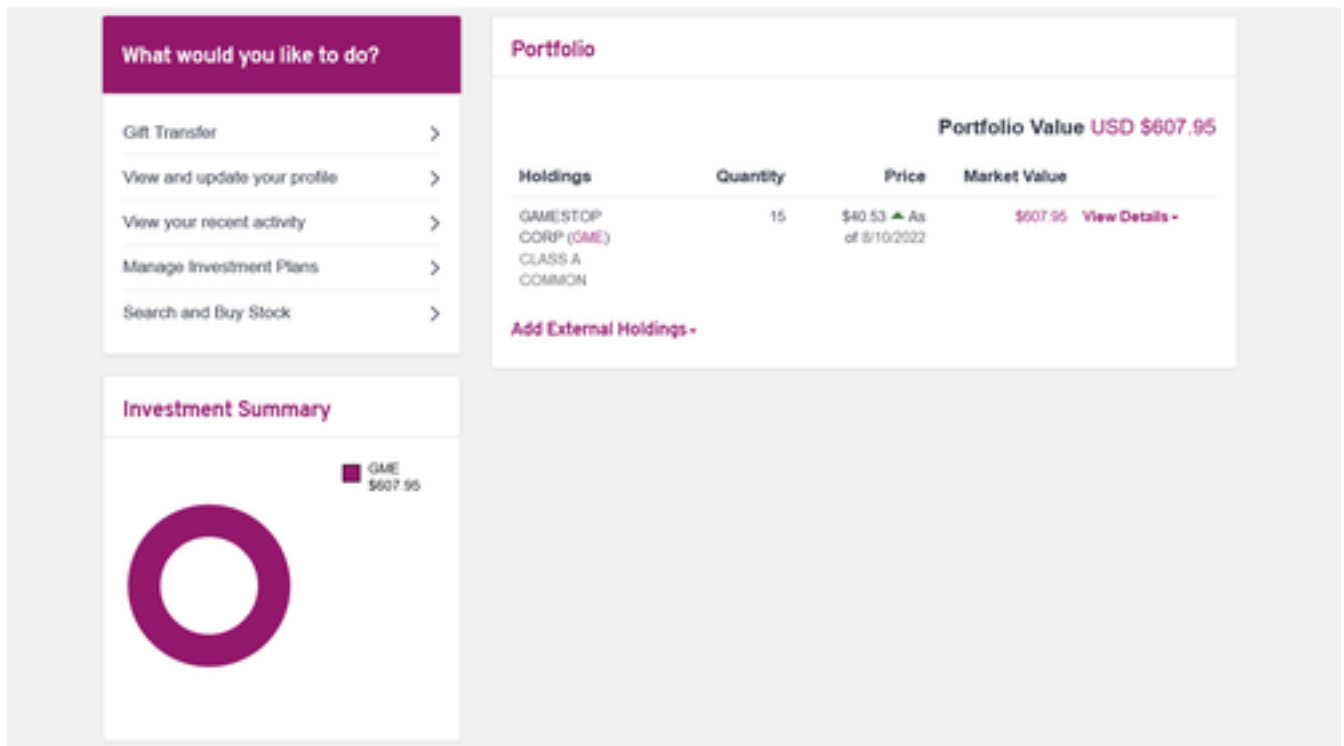 What would you like to do?
Gift Transfer
View and update your profile
View your recent activity
Manage Investment Plans
Search and Buy Stock
Portfolio
Portfolio Value USD $607.95
Holdings Quantity Price Market Value
GAMESTOP 15 $40.53 ▲ As $607.95 View Details
CORP (GME) of 8/10/2022
CLASS A
COMMON
Add External Holdings
Investment Summary
GME
$607.95